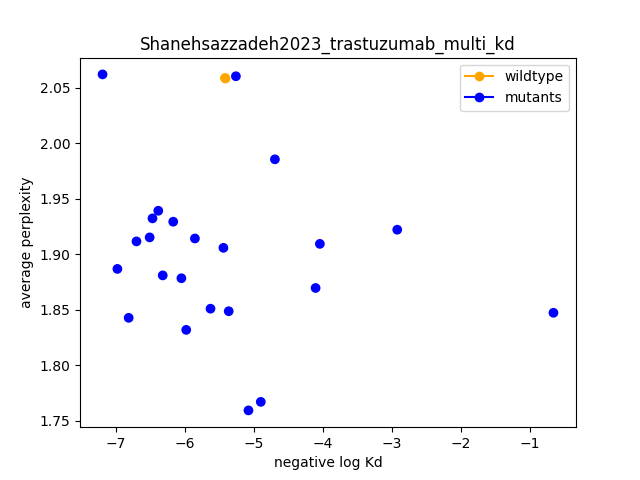 Shanehsazzadeh2023_trastuzumab_multi_kd
wildtype
mutants
average perplexity
2.05
2.00
1.95
1.90
1.85
1.80
1.75
−7 −6 −5 −4 −3 −2 −1
negative log Kd